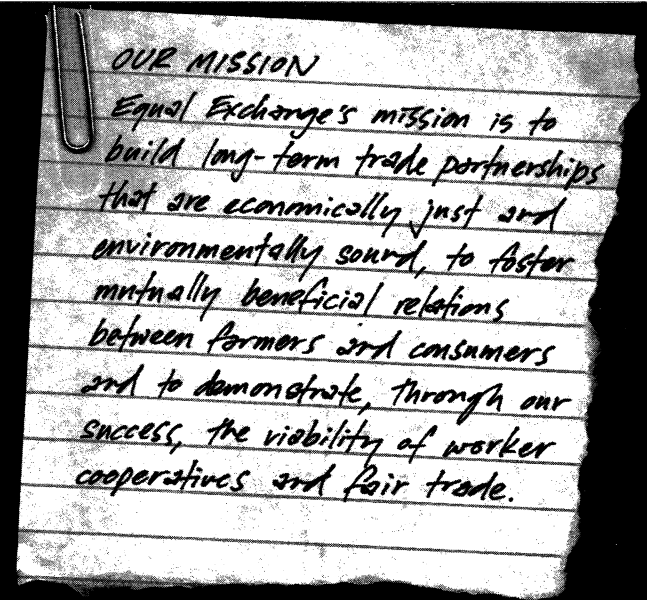 OUR MISSION
Equal Exchange's mission is to
build long-term trade partnerships
that are economically just and
environmentally sound, to foster
mutually beneficial relations
between farmers and consumers
and to demonstrate, through our
success, the viability of worker
cooperatives and fair trade.